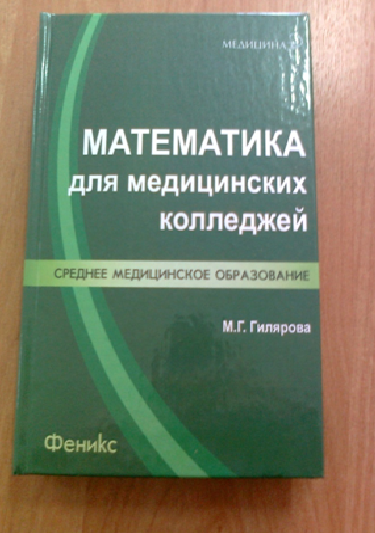 МЕДИЦИНА
МАТЕМАТИКА
для медицинских
колледжей
СРЕДНЕЕ МЕДИЦИНСКОЕ ОБРАЗОВАНИЕ
М.Г. Гилярова
Феникс